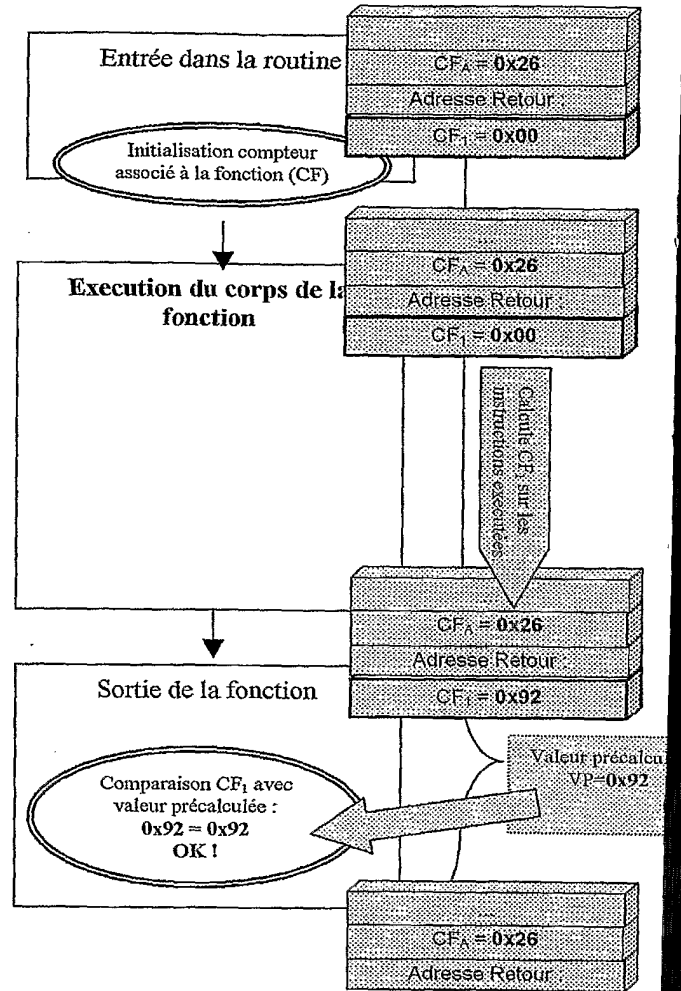 Entrée dans la routine
...
CFA = 0x26
Adresse Retour :
CF1 = 0x00
Initialisation compteur
associé à la fonction (CF)
...
CFA = 0x26
Adresse Retour :
CF1 = 0x00
Execution du corps de la
fonction
Calcule CF1 sur les
instructions executées
...
CFA = 0x26
Adresse Retour :
CF1 = 0x92
Sortie de la fonction
Valeur précalcu
VP=0x92
Comparaison CF1 avec
valeur précalculée :
0x92 = 0x92
OK !
...
CFA = 0x26
Adresse Retour :